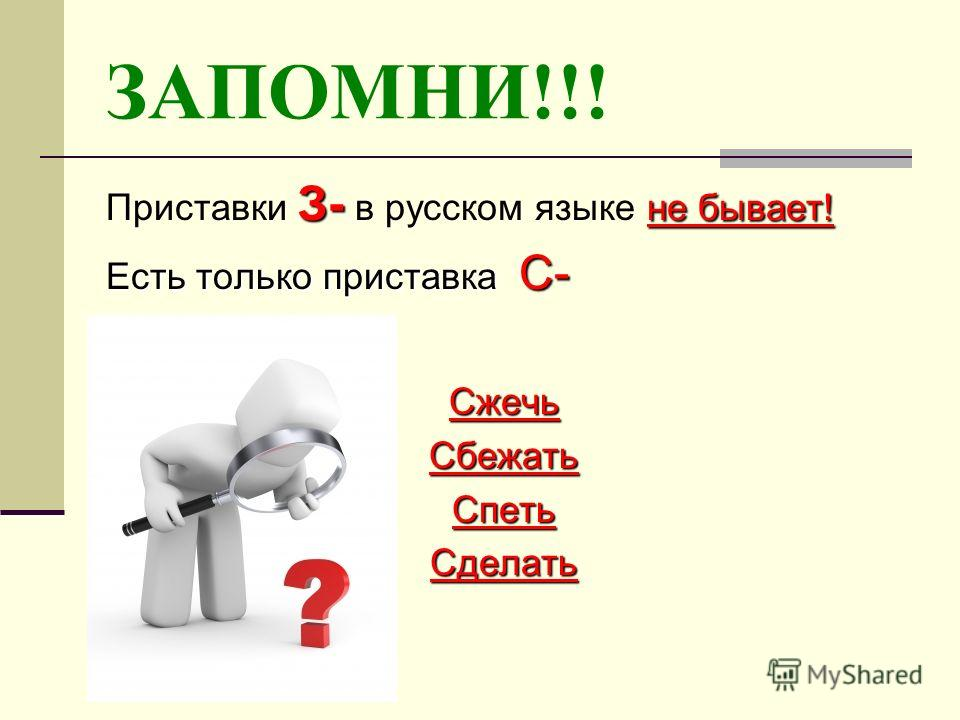 ЗАПОМНИ!!!
Приставки З- в русском языке не бывает!
Есть только приставка С-
Сжечь
Сбежать
Спеть
Сделать
MyShared